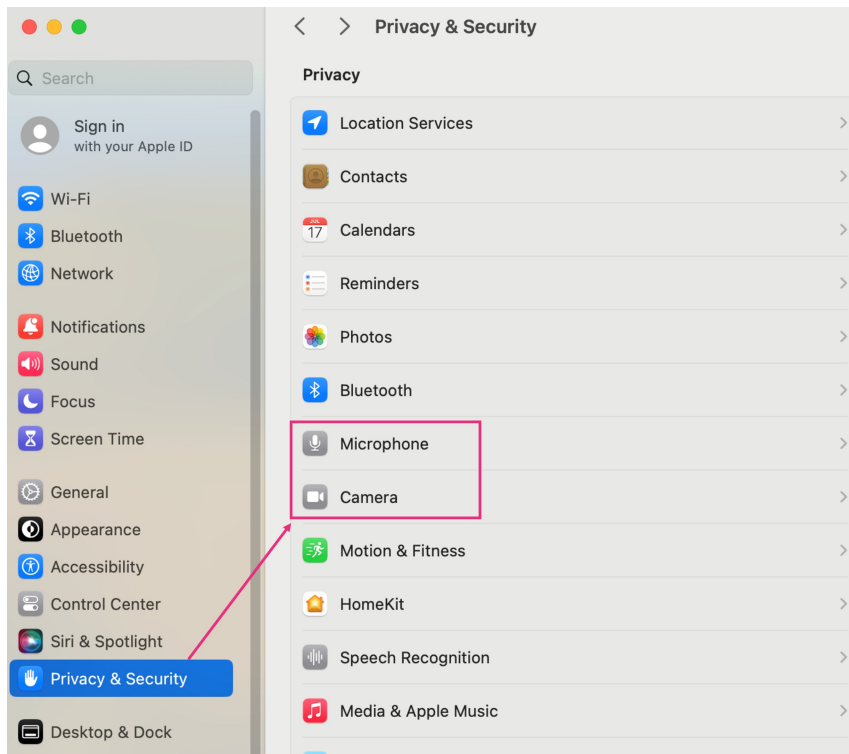 Search
Sign in
with your Apple ID
Wi-Fi
Bluetooth
Network
Notifications
Sound
Focus
Screen Time
General
Appearance
Accessibility
Control Center
Siri & Spotlight
Privacy & Security
Desktop & Dock
Privacy & Security
Privacy
Location Services
Contacts
JUL
17
Calendars
Reminders
Photos
Bluetooth
Microphone
Camera
Motion & Fitness
HomeKit
Speech Recognition
Media & Apple Music